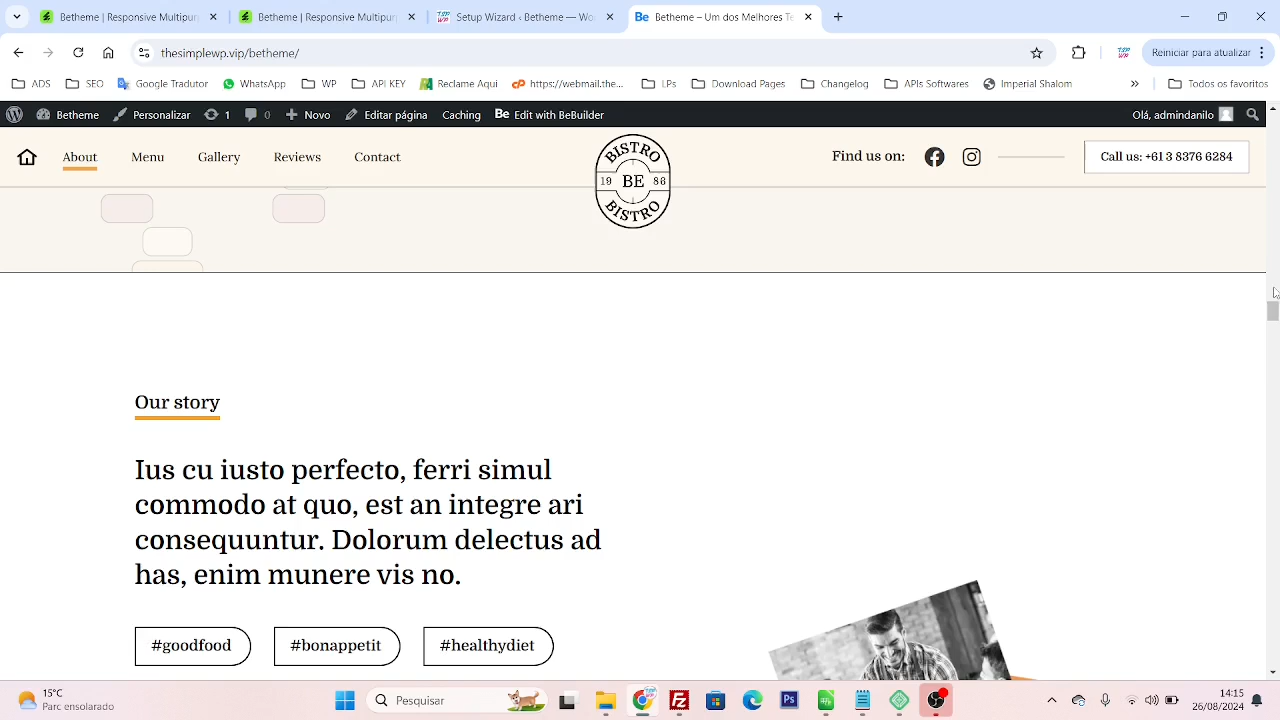 Betheme | Responsive Multipurp
Betheme | Responsive Multipurp
Setup Wizard ‹ Betheme — Wo
Be Betheme – Um dos Melhores Te
thesimplewp.vip/betheme/
Reiniciar para atualizar
ADS
SEO
Google Tradutor
WhatsApp
WP
API KEY
Reclame Aqui
https://webmail.the...
LPs
Download Pages
Changelog
APIs Softwares
Imperial Shalom
»
Todos os favoritos
Betheme
Personalizar
1
0
Novo
Editar página
Caching
Be Edit with BeBuilder
Olá, admindanilo
About
Menu
Gallery
Reviews
Contact
BISTRO
19 BE 86
BISTRO
Find us on:
Call us: +61 3 8376 6284
Our story
Ius cu iusto perfecto, ferri simul
commodo at quo, est an integre ari
consequuntur. Dolorum delectus ad
has, enim munere vis no.
#goodfood
#bonappetit
#healthydiet
15°C
Parc ensolarado
Pesquisar
14:15
26/08/2024